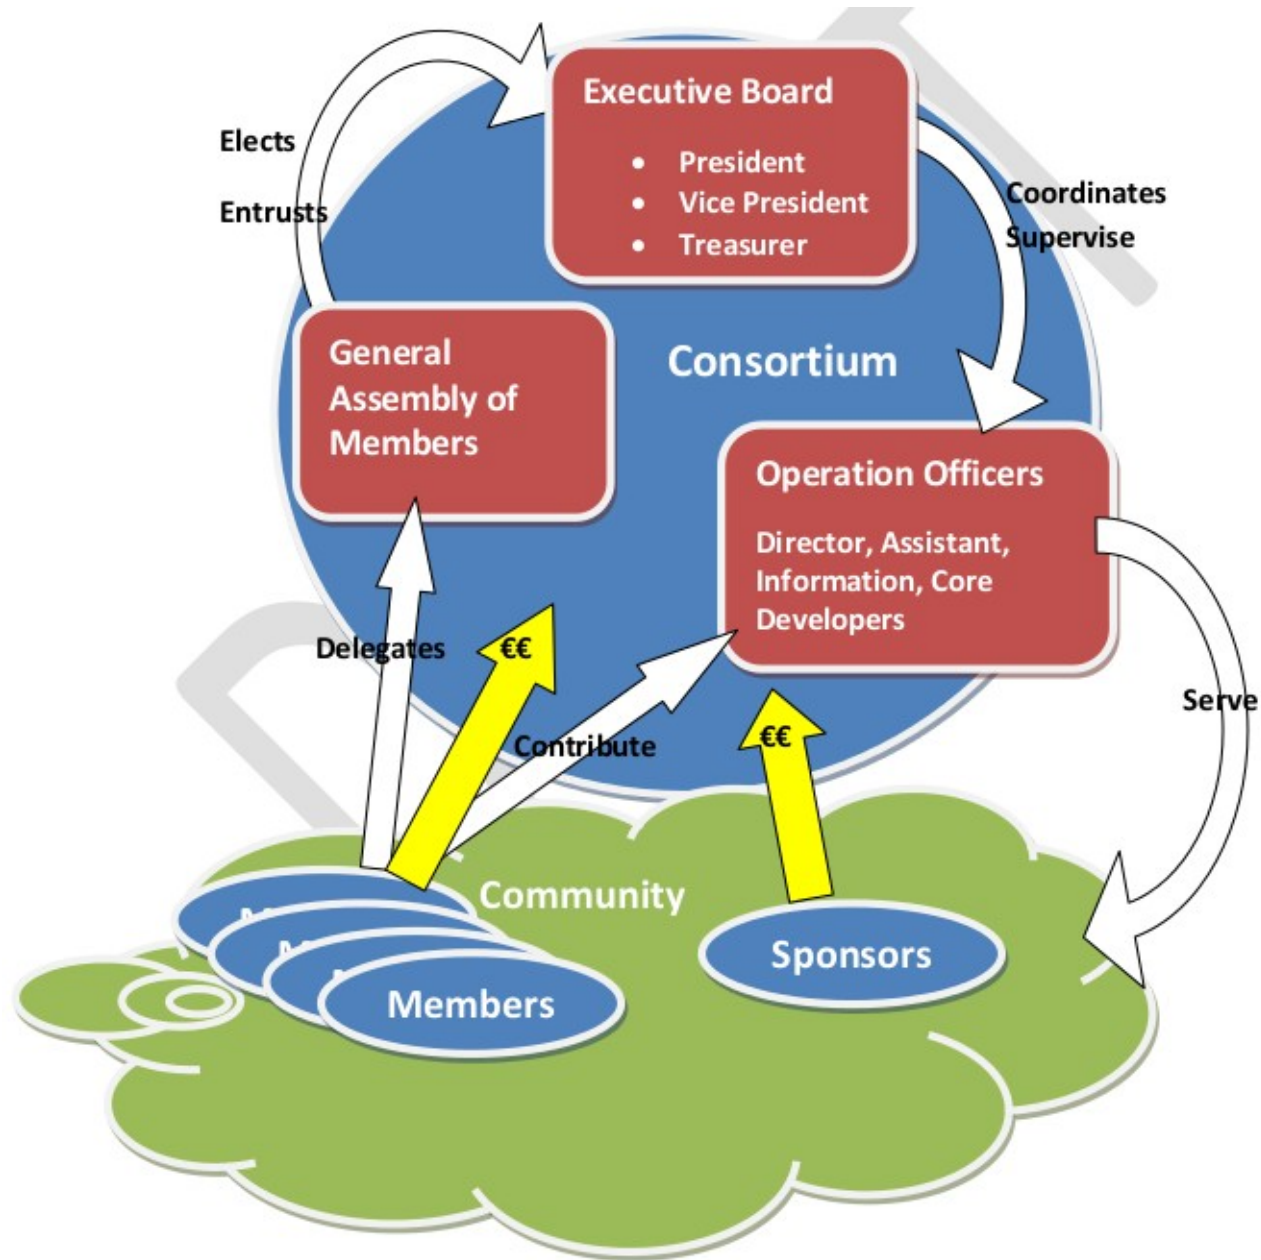 Executive Board
• President
• Vice President
• Treasurer
Elects
Entrusts
Coordinates
Supervise
General
Assembly of
Members
Consortium
Operation Officers
Director, Assistant,
Information, Core
Developers
Delegates
€€
Contribute
€€
Serve
Community
Sponsors
Members